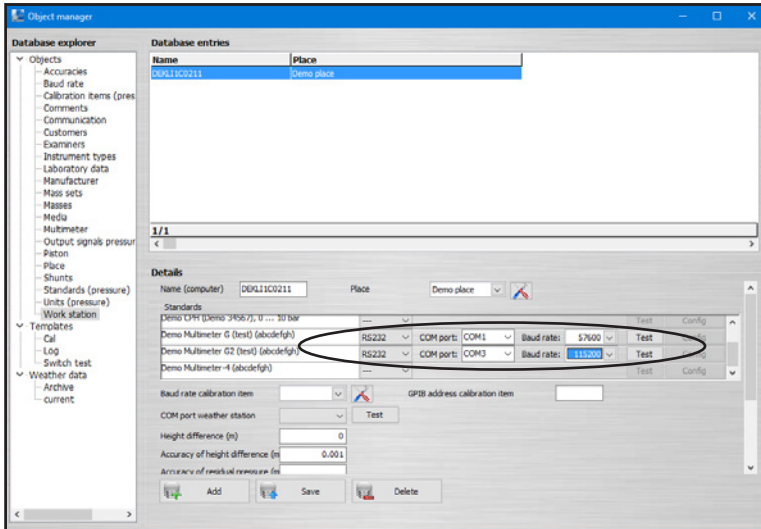 Object manager
Database explorer
Objects
Accuracies
Baud rate
Calibration items (pres
Comments
Communication
Customers
Examiners
Instrument types
Laboratory data
Manufacturer
Mass sets
Masses
Media
Multimeter
Output signals pressur
Piston
Place
Shunts
Standards (pressure)
Units (pressure)
Work station
Templates
Cal
Log
Switch test
Weather data
Archive
current
Database entries
Name Place
DEKLI1C0211 Demo place
1/1
Details
Name (computer) DEKLI1C0211 Place Demo place
Standards
Demo CPH (Demo 34567), 0 ... 10 bar --- Test Config
Demo Multimeter G (test) (abcdefgh) RS232 COM port: COM1 Baud rate: 57600 Test Config
Demo Multimeter G2 (test) (abcdefgh) RS232 COM port: COM3 Baud rate: 115200 Test Config
Demo Multimeter-4 (abcdefgh) --- Test Config
Baud rate calibration item GPIB address calibration item
COM port weather station Test
Height difference (m) 0
Accuracy of height difference (m 0.001
Accuracy of residual pressure (m
Add Save Delete